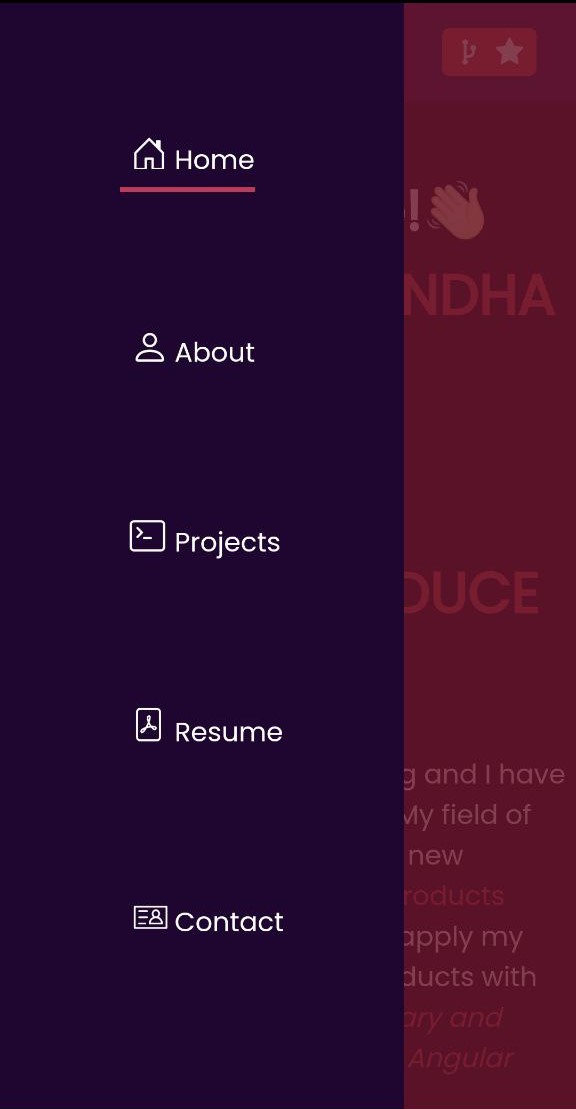 Home
!
NDHA
About
Projects
DUCE
Resume
g and I have
My field of
new
roducts
Contact
apply my
ducts with
ary and
Angular